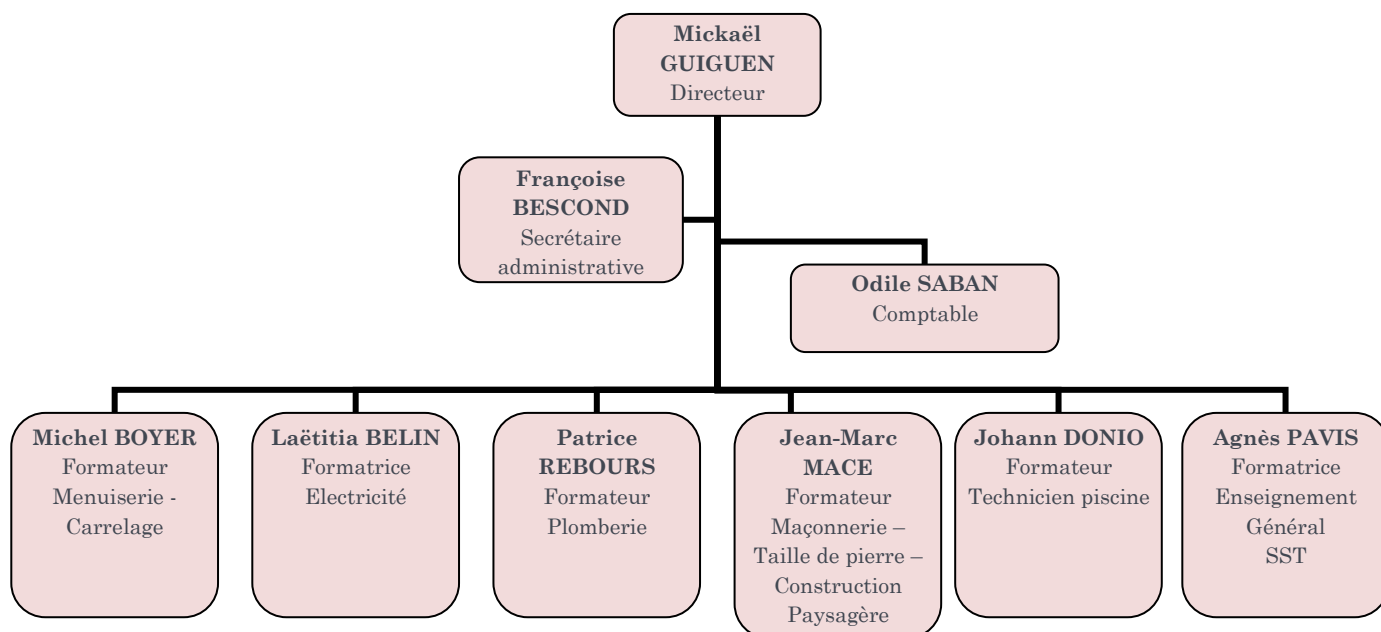 Mickaël
GUIGUEN
Directeur
Françoise
BESCOND
Secrétaire
administrative
Odile SABAN
Comptable
Michel BOYER
Formateur
Menuiserie -
Carrelage
Laëtitia BELIN
Formatrice
Electricité
Patrice
REBOURS
Formateur
Plomberie
Jean-Marc
MACE
Formateur
Maçonnerie –
Taille de pierre –
Construction
Paysagère
Johann DONIO
Formateur
Technicien piscine
Agnès PAVIS
Formatrice
Enseignement
Général
SST